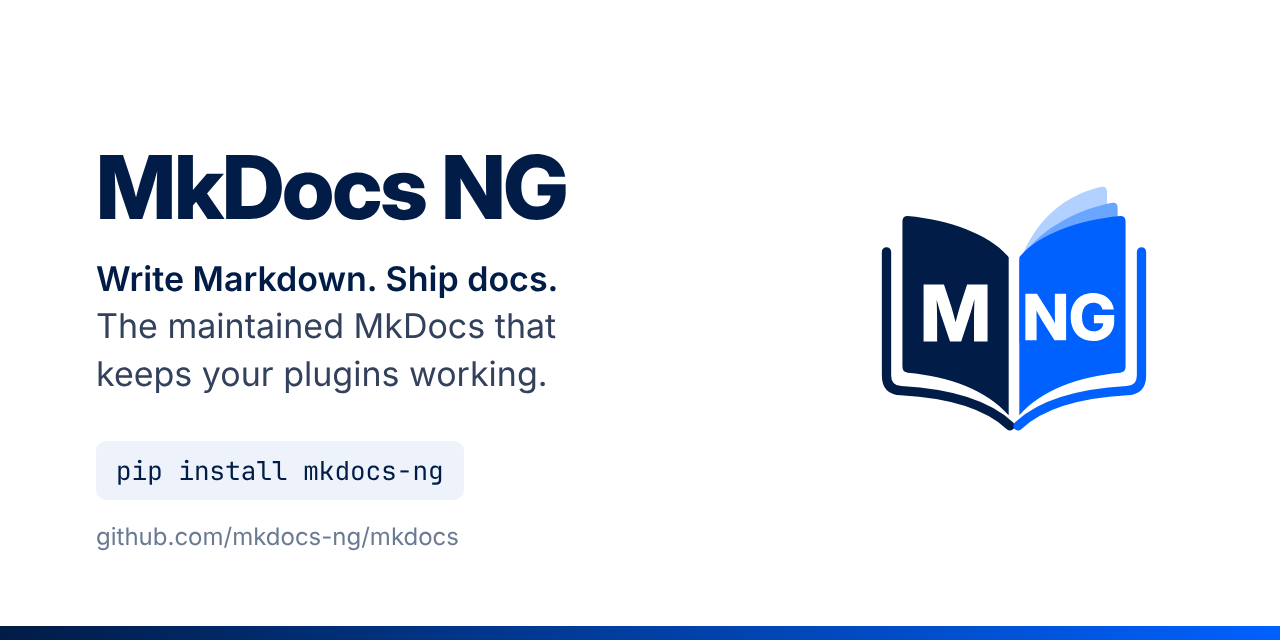 MkDocs NG
Write Markdown. Ship docs.
The maintained MkDocs that
keeps your plugins working.
pip install mkdocs-ng
github.com/mkdocs-ng/mkdocs
M NG